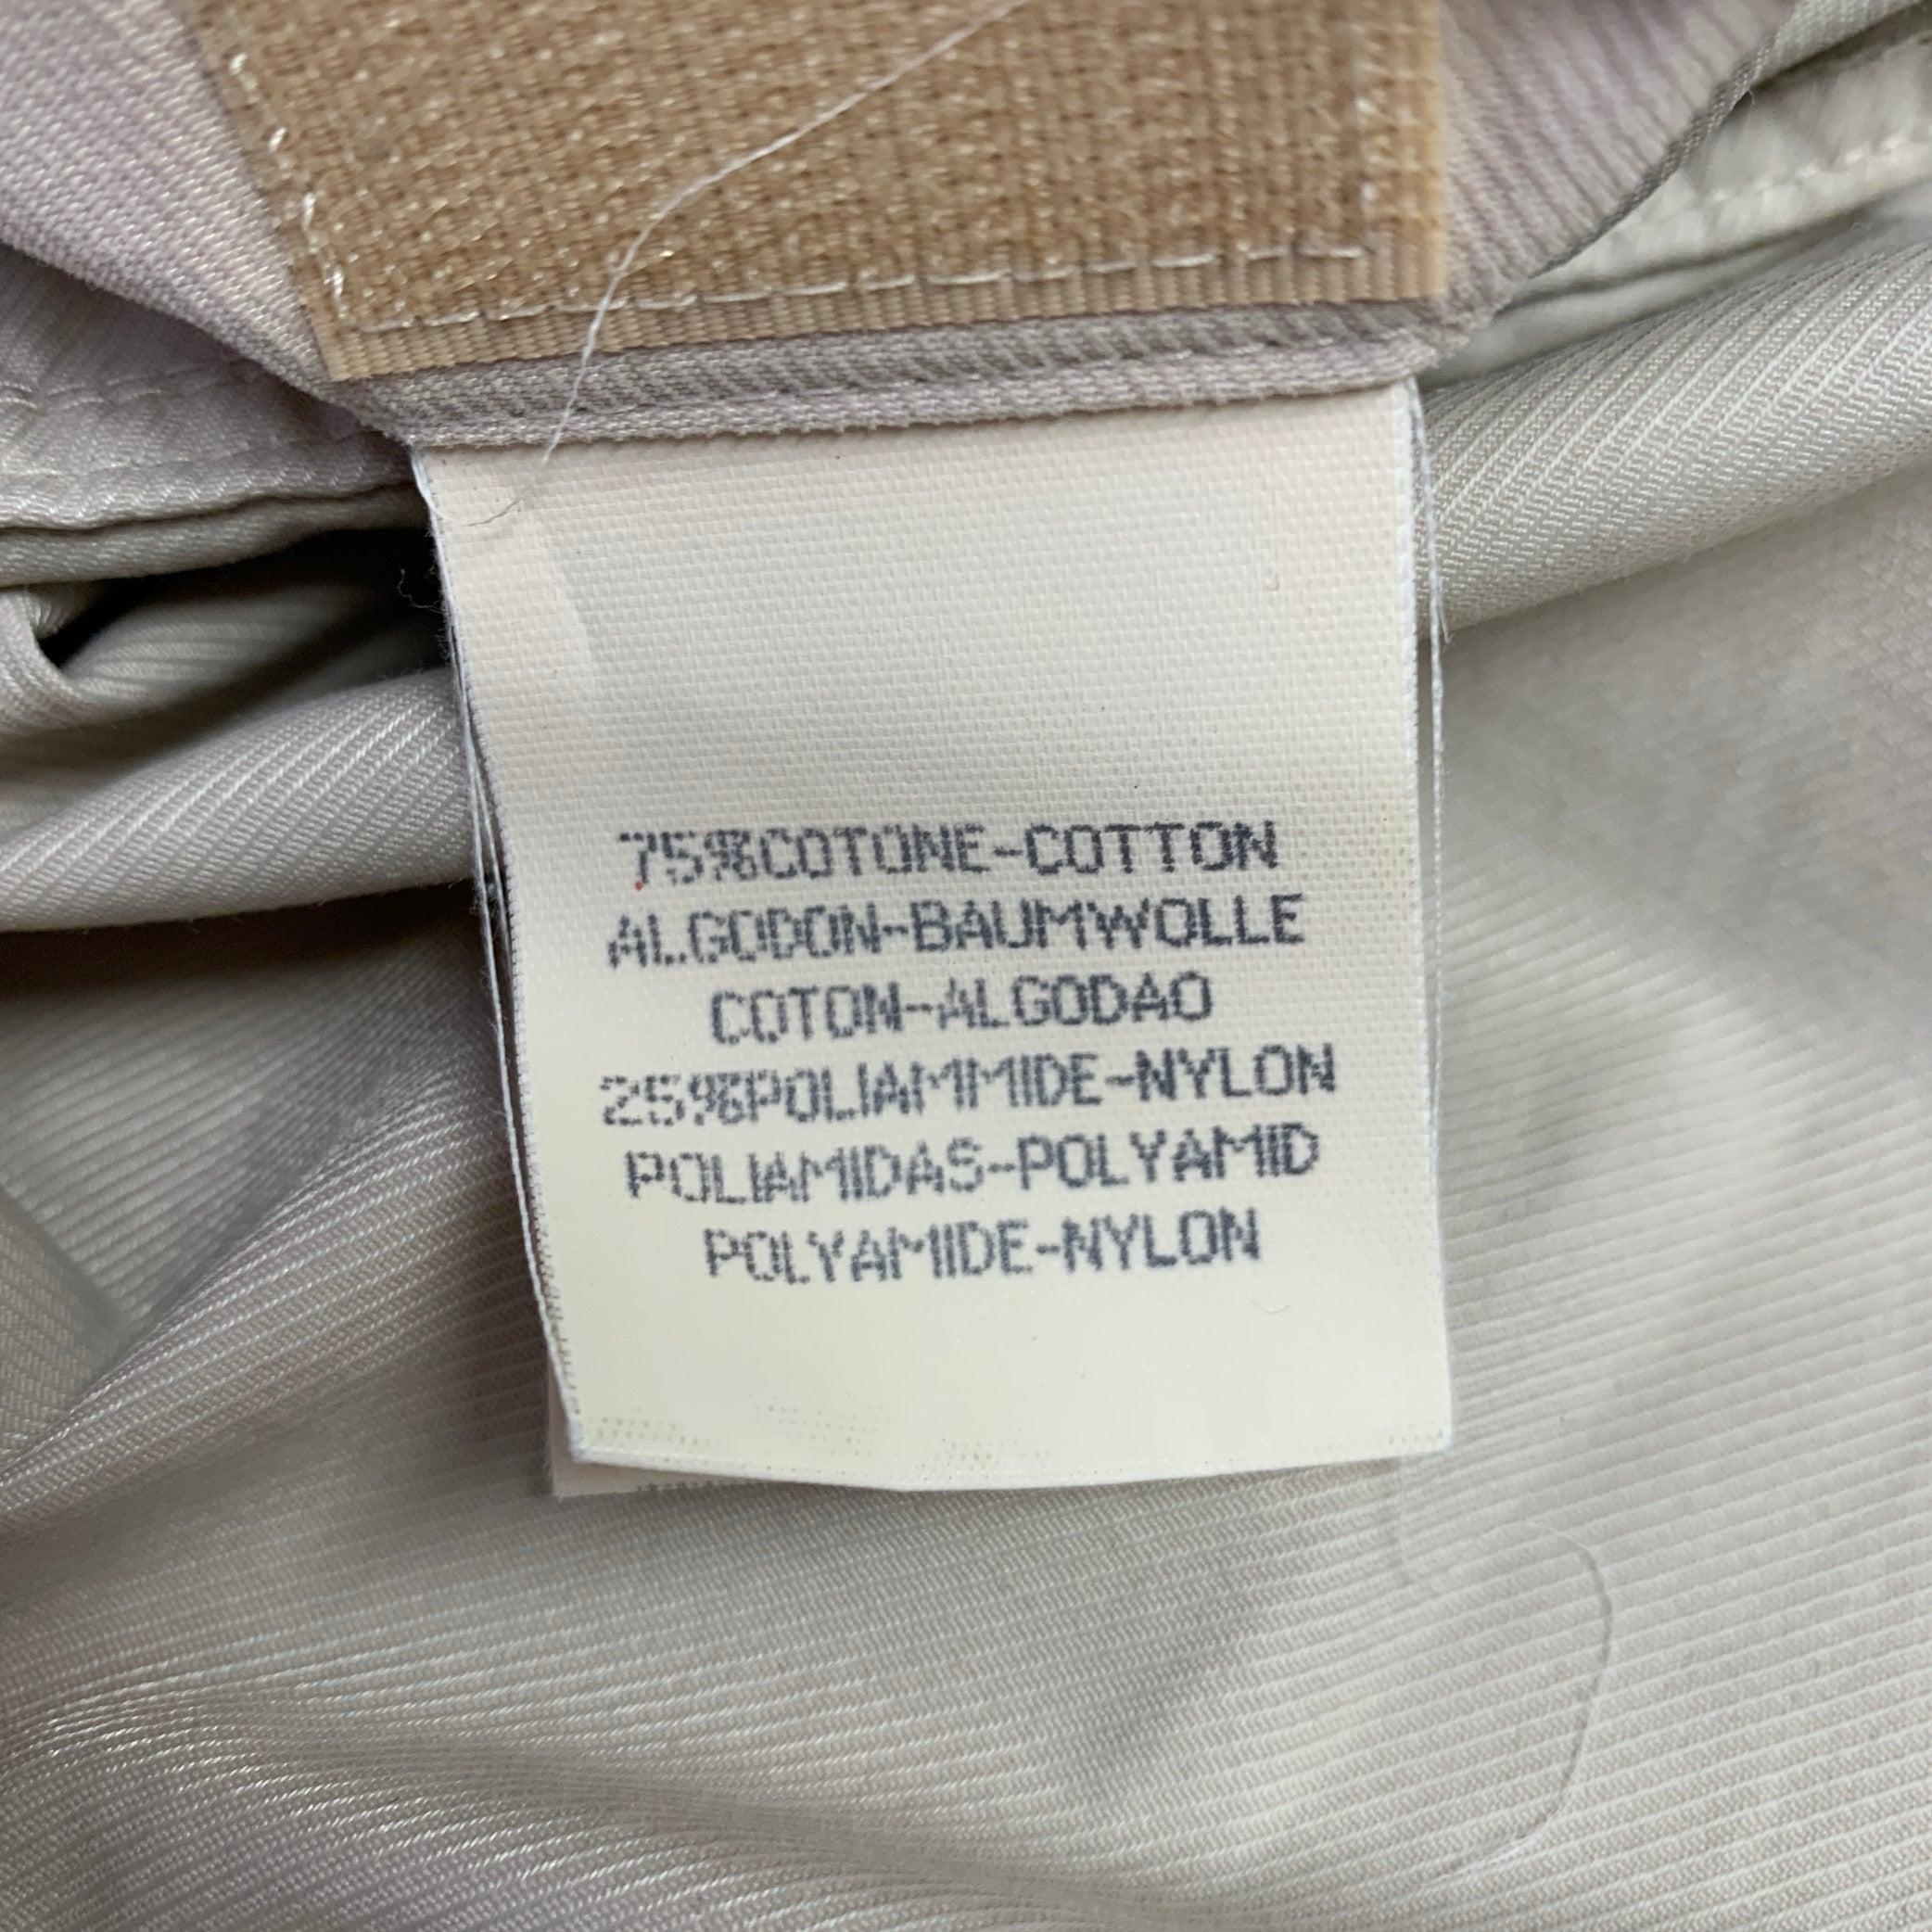 75%COTONE-COTTON
ALGODON-BAUMWOLLE
COTON-ALGODAO
25%POLIAMMIDE-NYLON
POLIAMIDAS-POLYAMID
POLYAMIDE-NYLON